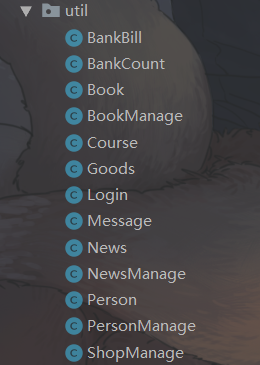 util
BankBill
BankCount
Book
BookManage
Course
Goods
Login
Message
News
NewsManage
Person
PersonManage
ShopManage